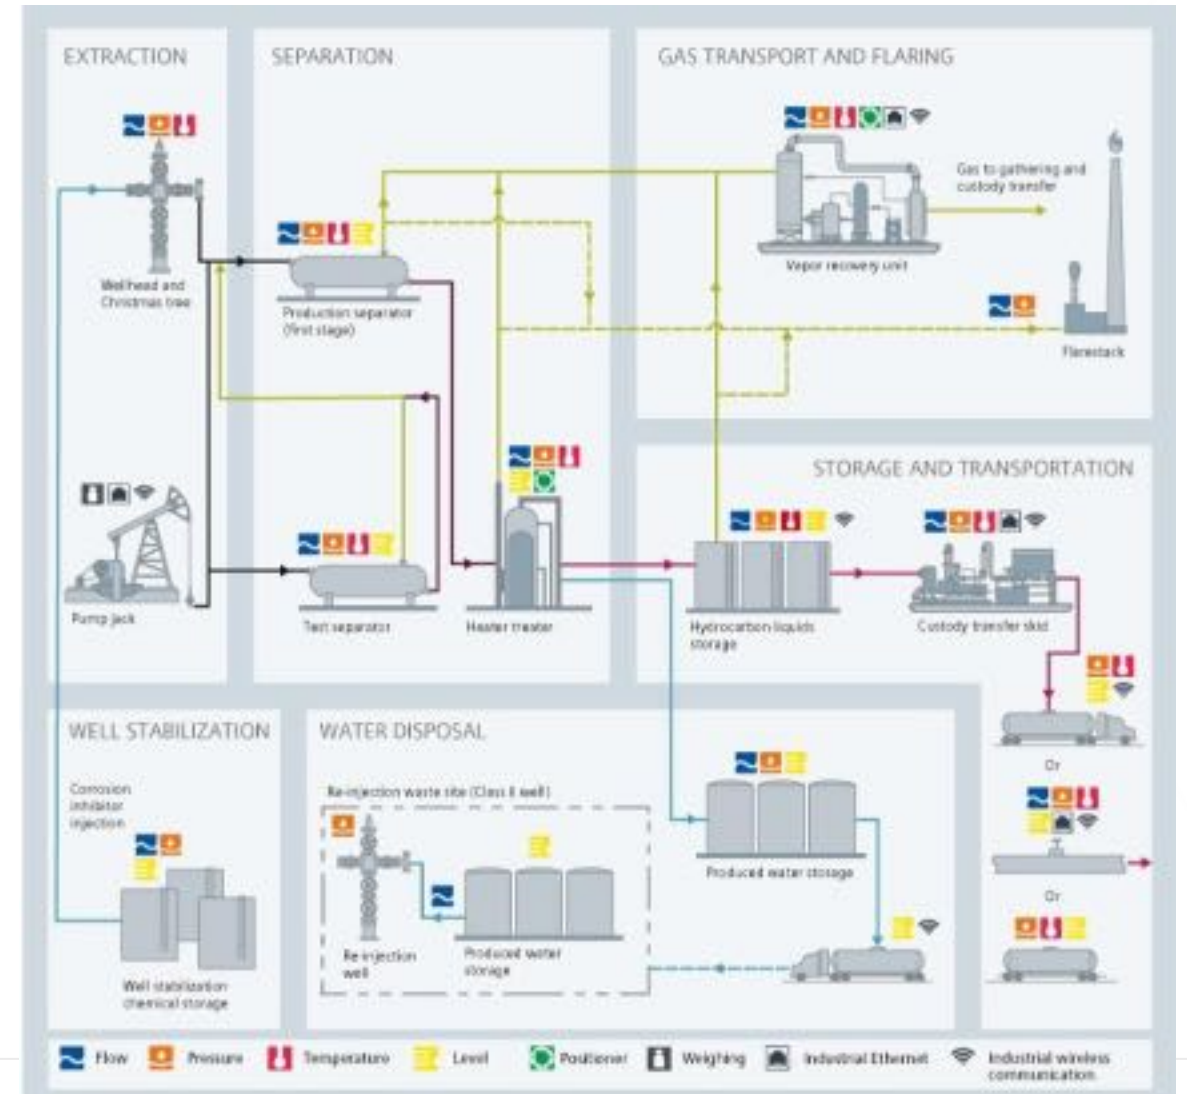 EXTRACTION
SEPARATION
GAS TRANSPORT AND FLARING
Gas to gathering and
custody transfer
Vapor recovery unit
Wellhead and
Christmas tree
Production separator
(first stage)
Flarestack
STORAGE AND TRANSPORTATION
Pump jack
Test separator
Heater treater
Hydrocarbon liquids
storage
Custody transfer skid
WELL STABILIZATION
WATER DISPOSAL
Corrosion
inhibitor
injection
Re-injection waste site (Class II well)
Or
Produced water storage
Or
Re-injection
well
Produced water
storage
Well stabilization
chemical storage
Flow
Pressure
Temperature
Level
Positioner
Weighing
Industrial Ethernet
Industrial wireless
communication